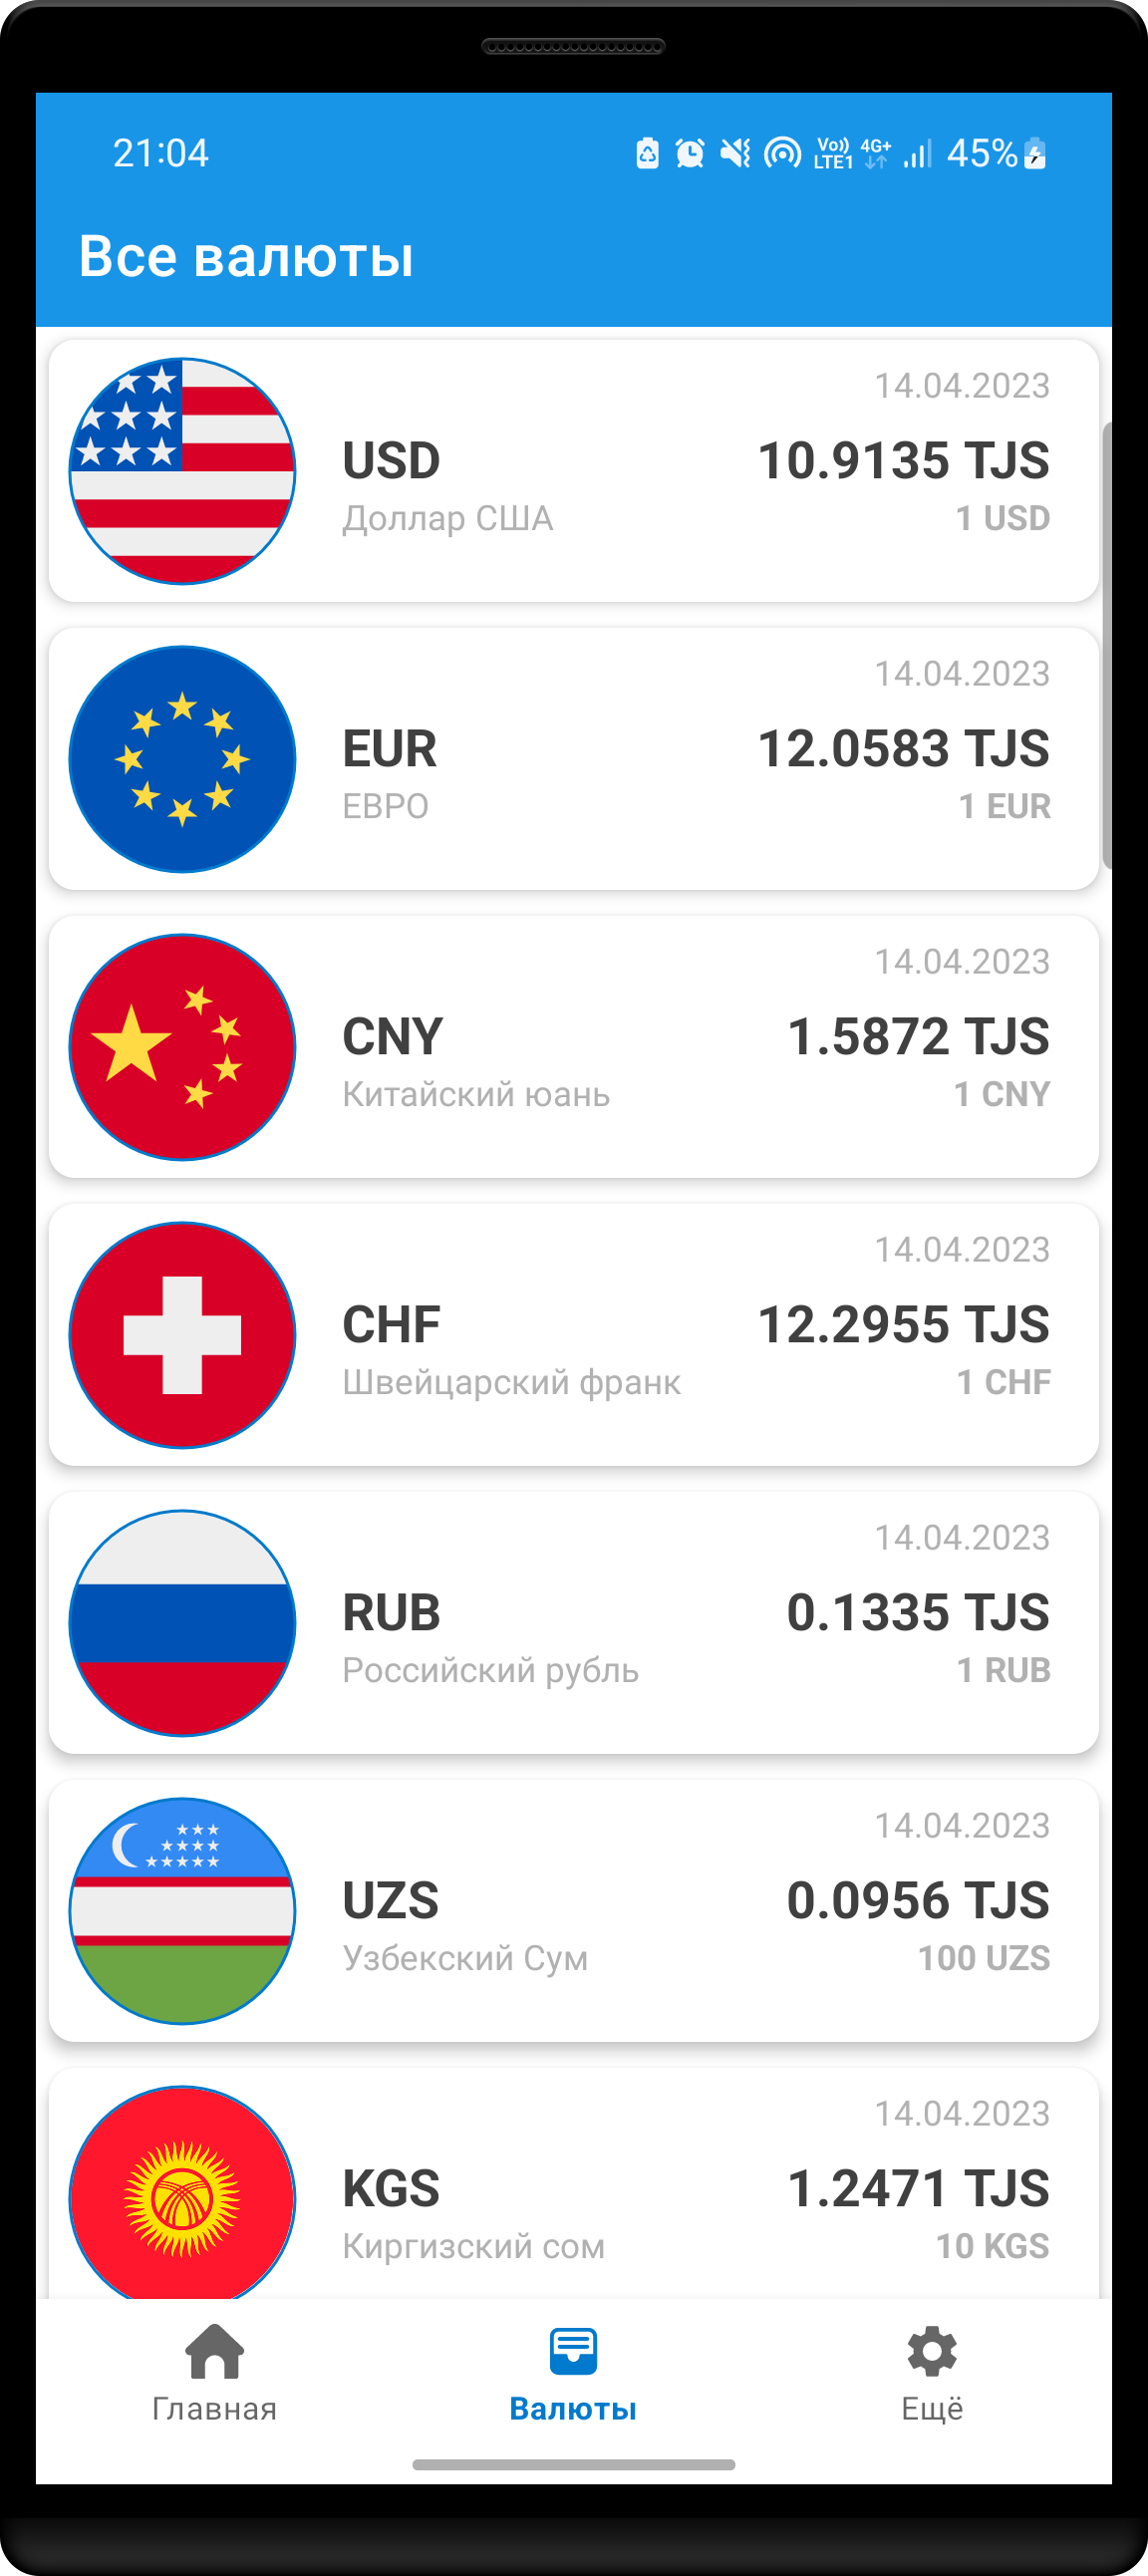 21:04
Vo)) LTE1 4G+ 45%
Все валюты
14.04.2023
USD 10.9135 TJS
Доллар США 1 USD
14.04.2023
EUR 12.0583 TJS
ЕВРО 1 EUR
14.04.2023
CNY 1.5872 TJS
Китайский юань 1 CNY
14.04.2023
CHF 12.2955 TJS
Швейцарский франк 1 CHF
14.04.2023
RUB 0.1335 TJS
Российский рубль 1 RUB
14.04.2023
UZS 0.0956 TJS
Узбекский Сум 100 UZS
14.04.2023
KGS 1.2471 TJS
Киргизский сом 10 KGS
Главная Валюты Ещё